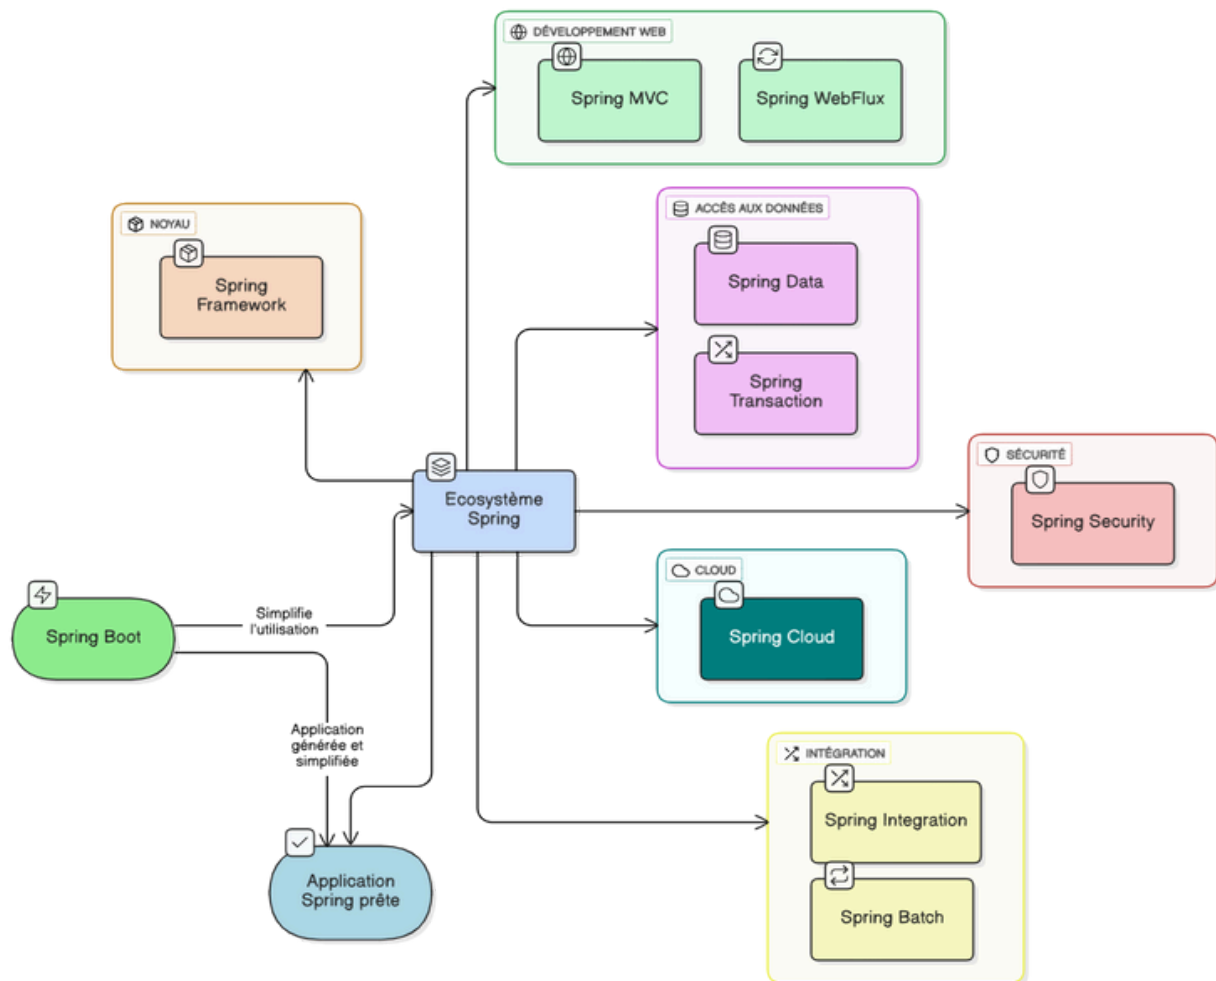 DÉVELOPPEMENT WEB
Spring MVC
Spring WebFlux
ACCÈS AUX DONNÉES
Spring Data
Spring
Transaction
NOYAU
Spring
Framework
SÉCURITÉ
Spring Security
Ecosystème
Spring
CLOUD
Spring Cloud
Spring Boot
Simplifie
l'utilisation
Application
générée et
simplifiée
INTÉGRATION
Spring Integration
Spring Batch
Application
Spring prête